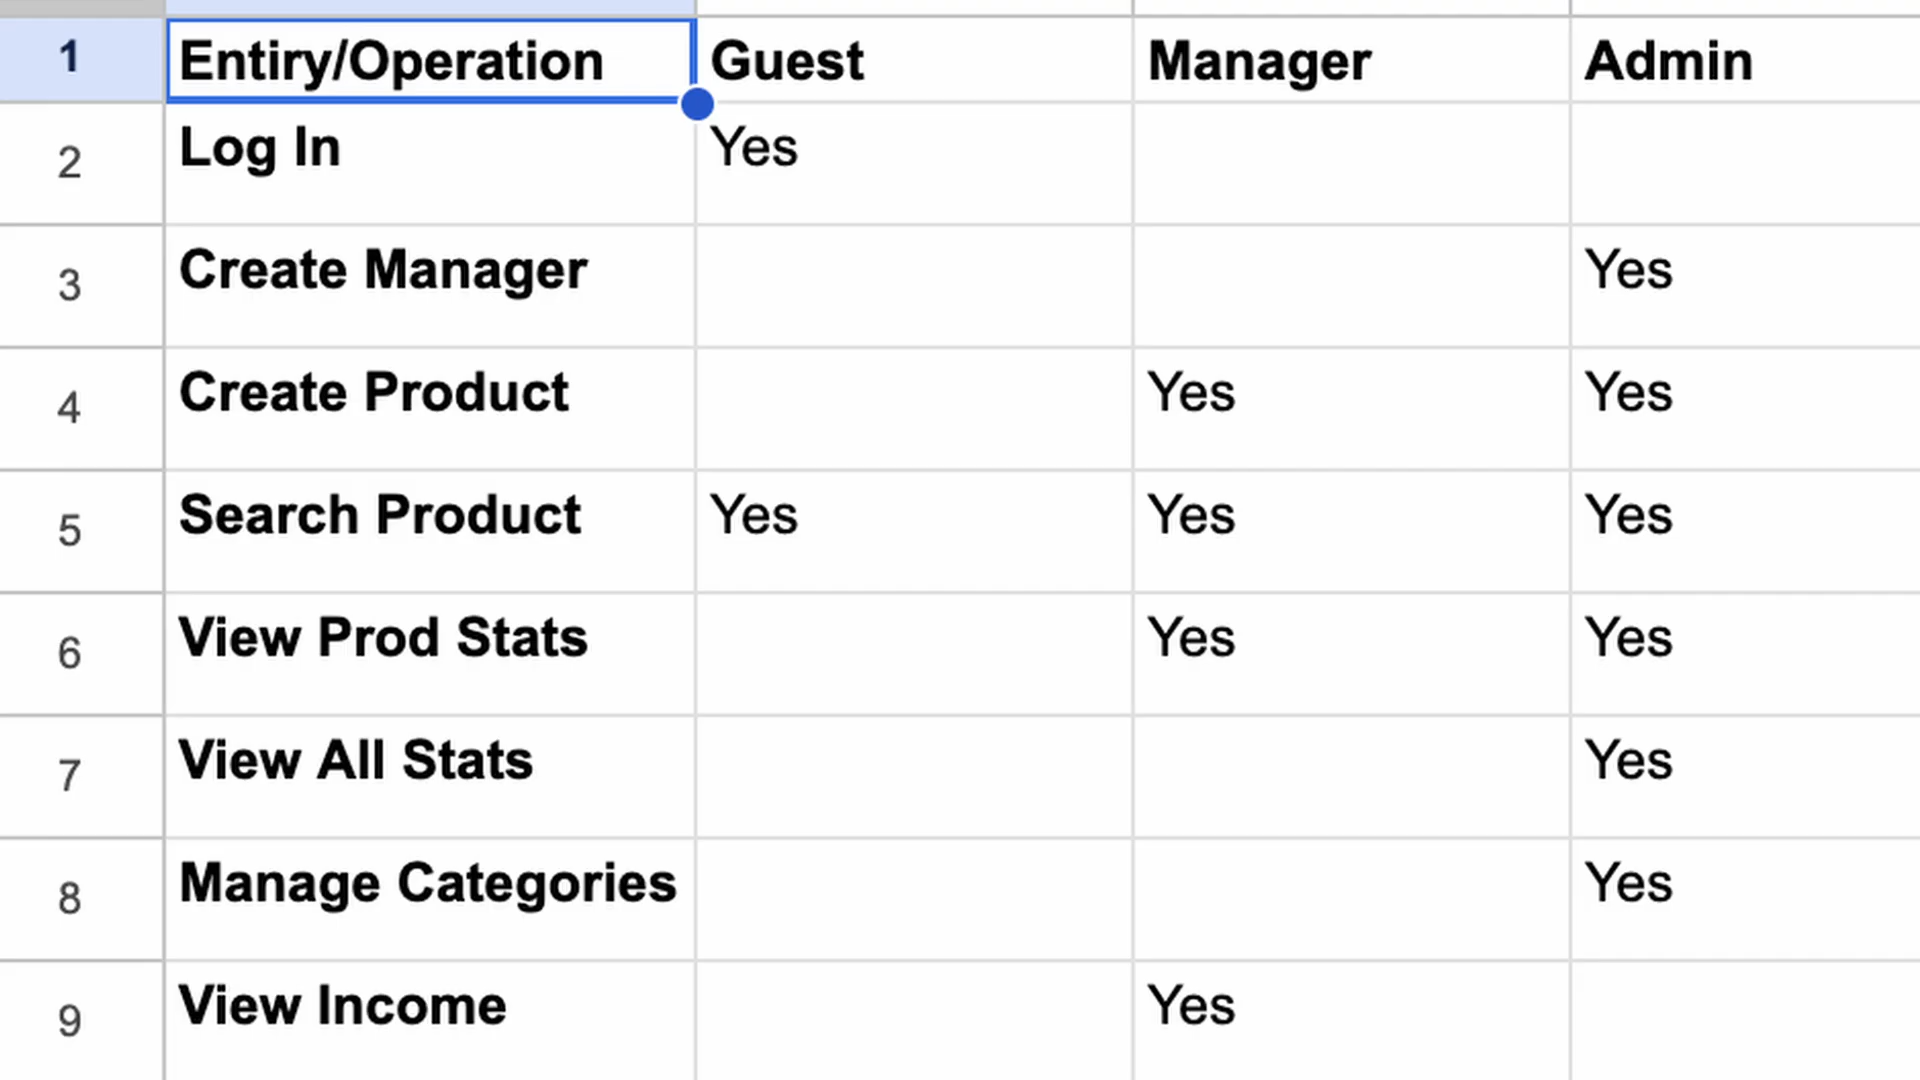 1 Entiry/Operation Guest Manager Admin
2 Log In Yes
3 Create Manager Yes
4 Create Product Yes Yes
5 Search Product Yes Yes Yes
6 View Prod Stats Yes Yes
7 View All Stats Yes
8 Manage Categories Yes
9 View Income Yes